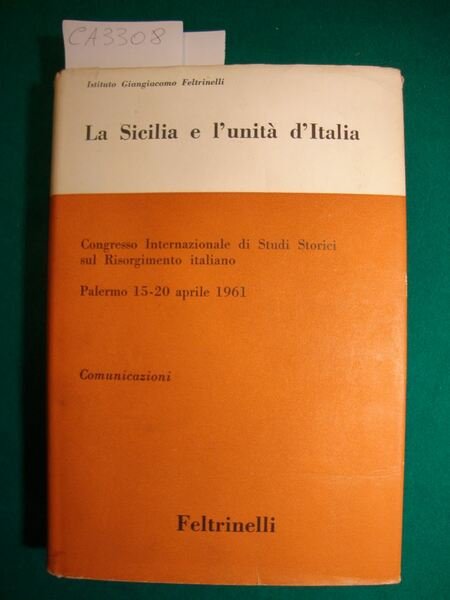 CA3308
Istituto Giangiacomo Feltrinelli
La Sicilia e l'unità d'Italia
Congresso Internazionale di Studi Storici
sul Risorgimento italiano
Palermo 15-20 aprile 1961
Comunicazioni
Feltrinelli